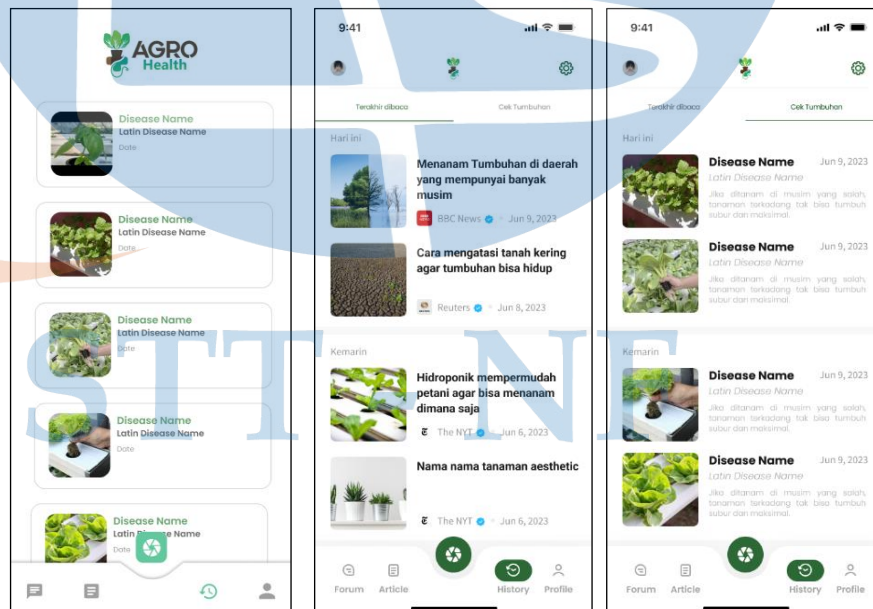 AGRO
Health
Disease Name
Latin Disease Name
Date
Disease Name
Latin Disease Name
Date
Disease Name
Latin Disease Name
Date
Disease Name
Latin Disease Name
Date
Disease Name
Latin Disease Name
Date
9:41
Terakhir dibaca
Cek Tumbuhan
Hari ini
Menanam Tumbuhan di daerah
yang mempunyai banyak
musim
BBC News • Jun 9, 2023
Cara mengatasi tanah kering
agar tumbuhan bisa hidup
Reuters • Jun 8, 2023
Kemarin
Hidroponik mempermudah
petani agar bisa menanam
dimana saja
The NYT • Jun 6, 2023
Nama nama tanaman aesthetic
The NYT • Jun 6, 2023
Forum
Article
History
Profile
9:41
Terakhir dibaca
Cek Tumbuhan
Hari ini
Disease Name Jun 9, 2023
Latin Disease Name
Jika ditanam di musim yang salah,
tanaman terkadang tak bisa tumbuh
subur dan maksimal.
Disease Name Jun 9, 2023
Latin Disease Name
Jika ditanam di musim yang salah,
tanaman terkadang tak bisa tumbuh
subur dan maksimal.
Kemarin
Disease Name Jun 9, 2023
Latin Disease Name
Jika ditanam di musim yang salah,
tanaman terkadang tak bisa tumbuh
subur dan maksimal.
Disease Name Jun 9, 2023
Latin Disease Name
Jika ditanam di musim yang salah,
tanaman terkadang tak bisa tumbuh
subur dan maksimal.
Forum
Article
History
Profile
STT NF